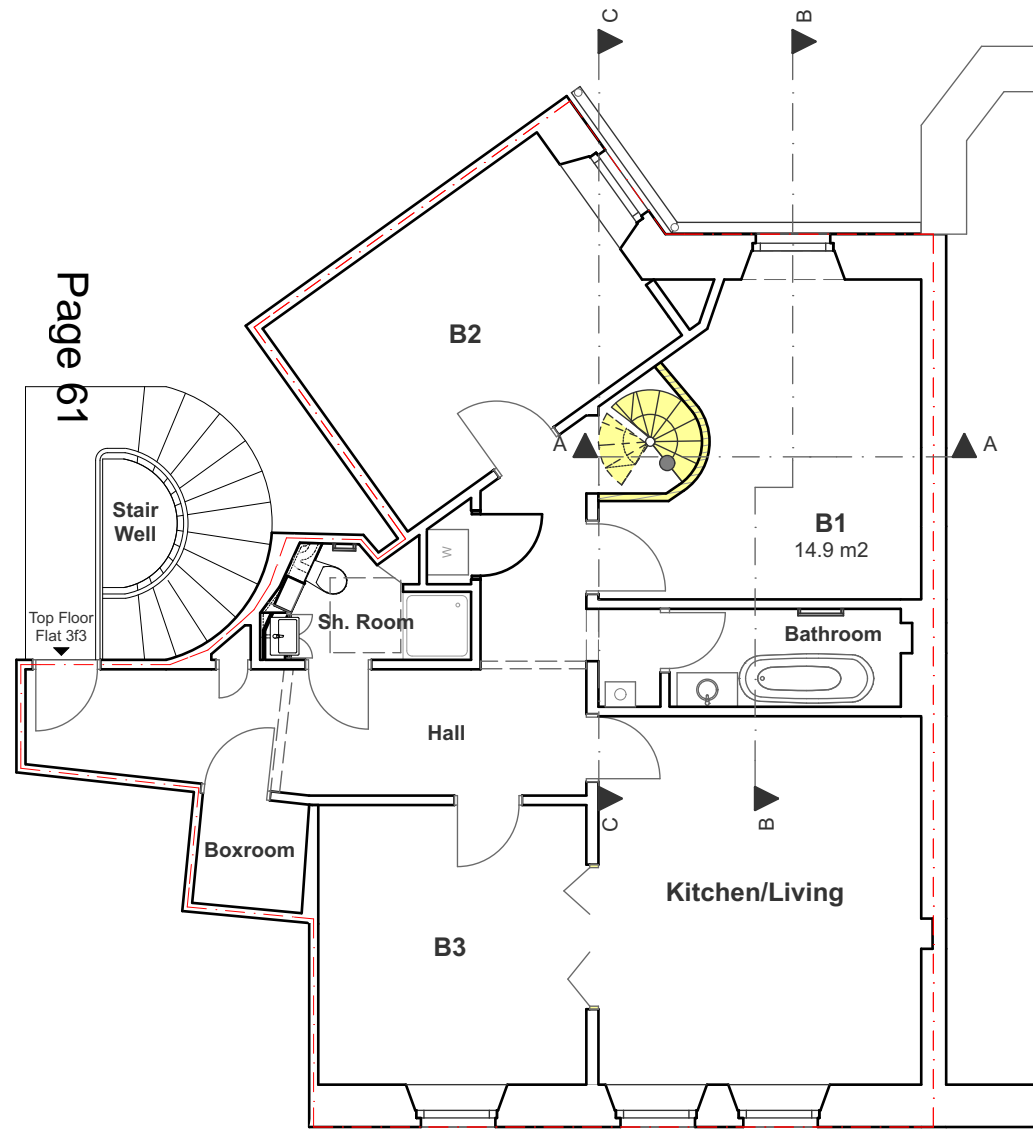 C
B
Page 61
B2
A
A
Stair
Well
B1
14.9 m2
W
Top Floor
Flat 3f3
Sh. Room
Bathroom
Hall
C
B
Boxroom
Kitchen/Living
B3